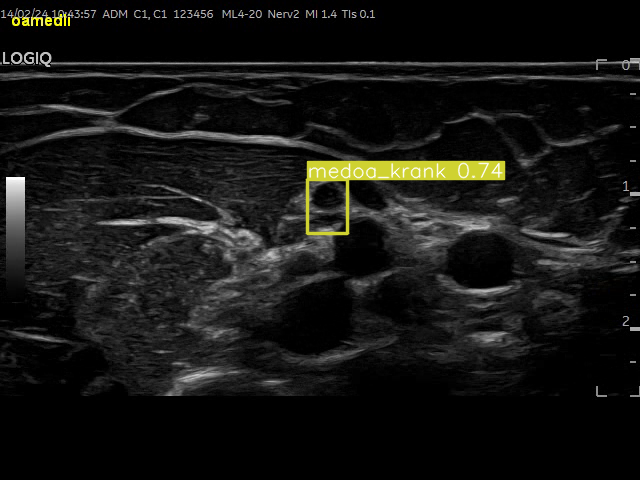 14/02/24 10:43:57 ADM C1, C1 123456 ML4-20 Nerv2 MI 1.4 TIs 0.1
oamedli
LOGIQ
0
medoa_krank 0.74
1
2